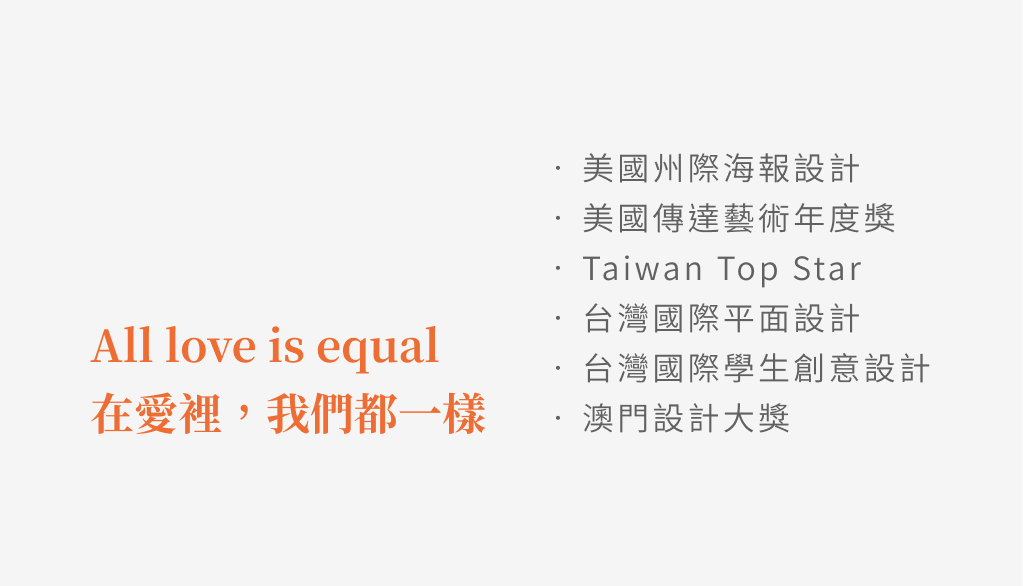 All love is equal
在愛裡，我們都一樣
· 美國州際海報設計
· 美國傳達藝術年度獎
· Taiwan Top Star
· 台灣國際平面設計
· 台灣國際學生創意設計
· 澳門設計大獎